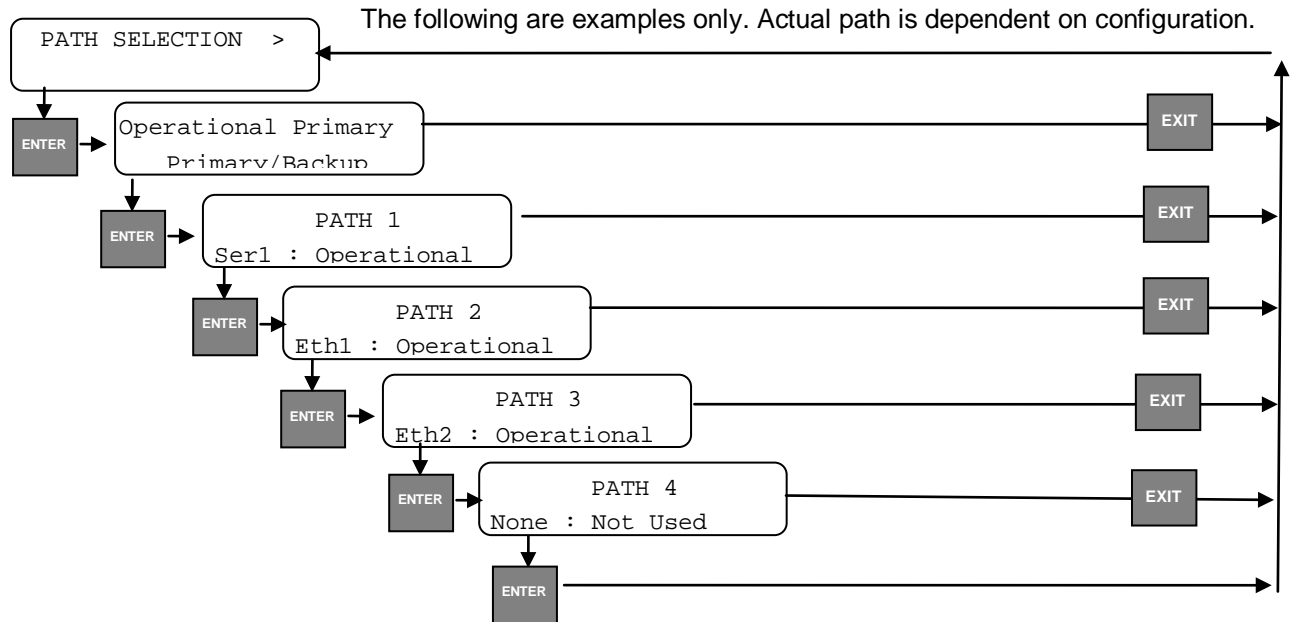 The following are examples only. Actual path is dependent on configuration.
PATH SELECTION >
ENTER
Operational Primary
Primary/Backup
EXIT
ENTER
PATH 1
Ser1 : Operational
EXIT
ENTER
PATH 2
Eth1 : Operational
EXIT
ENTER
PATH 3
Eth2 : Operational
EXIT
ENTER
PATH 4
None : Not Used
EXIT
ENTER